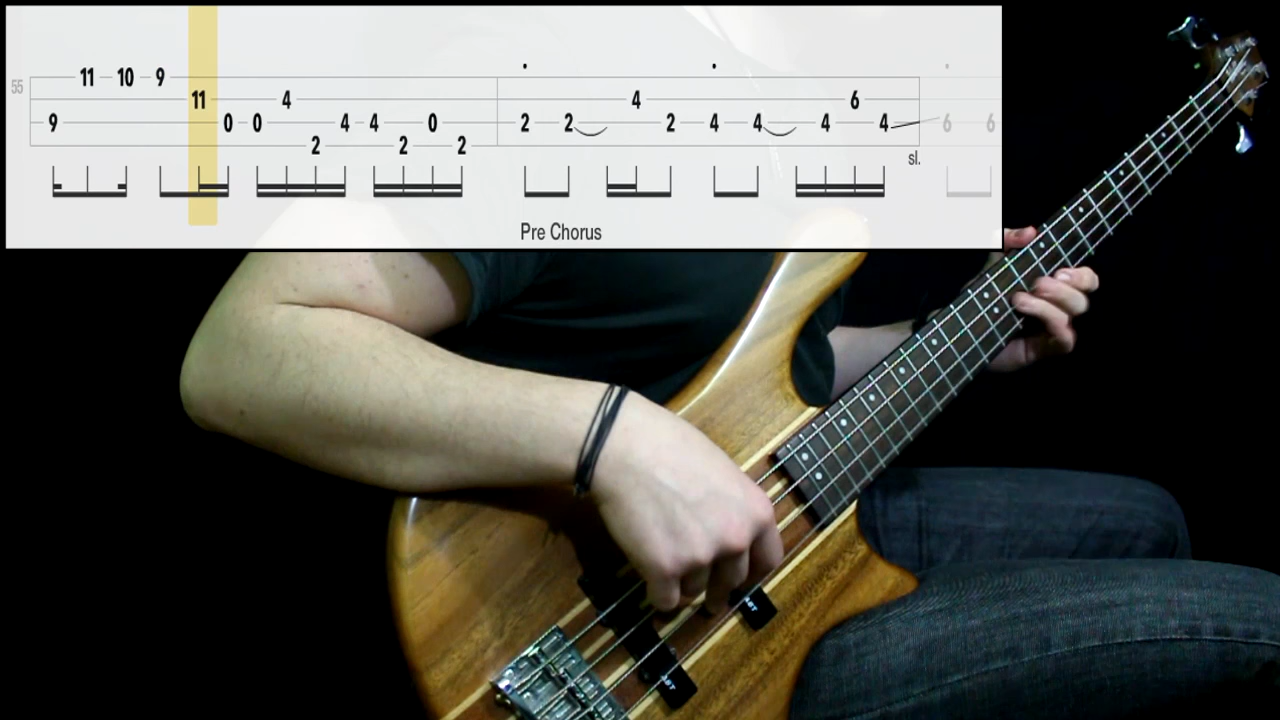 11 10 9
55
11 4 4 6
9 0 0 4 4 0 2 2 2 4 4 4 4 6 6
2 2 2
sl.
Pre Chorus